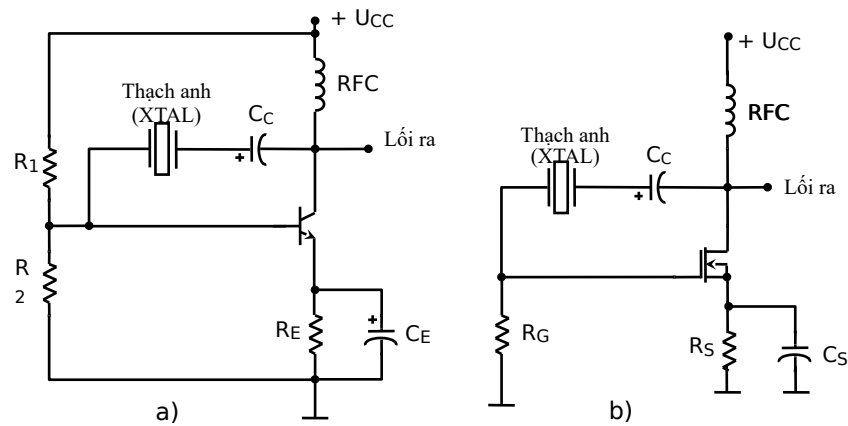 + UCC
RFC
Thạch anh
(XTAL)
CC
Lối ra
R1
R
2
RE
CE
a)
+ UCC
RFC
Thạch anh
(XTAL)
CC
Lối ra
RG
RS
CS
b)